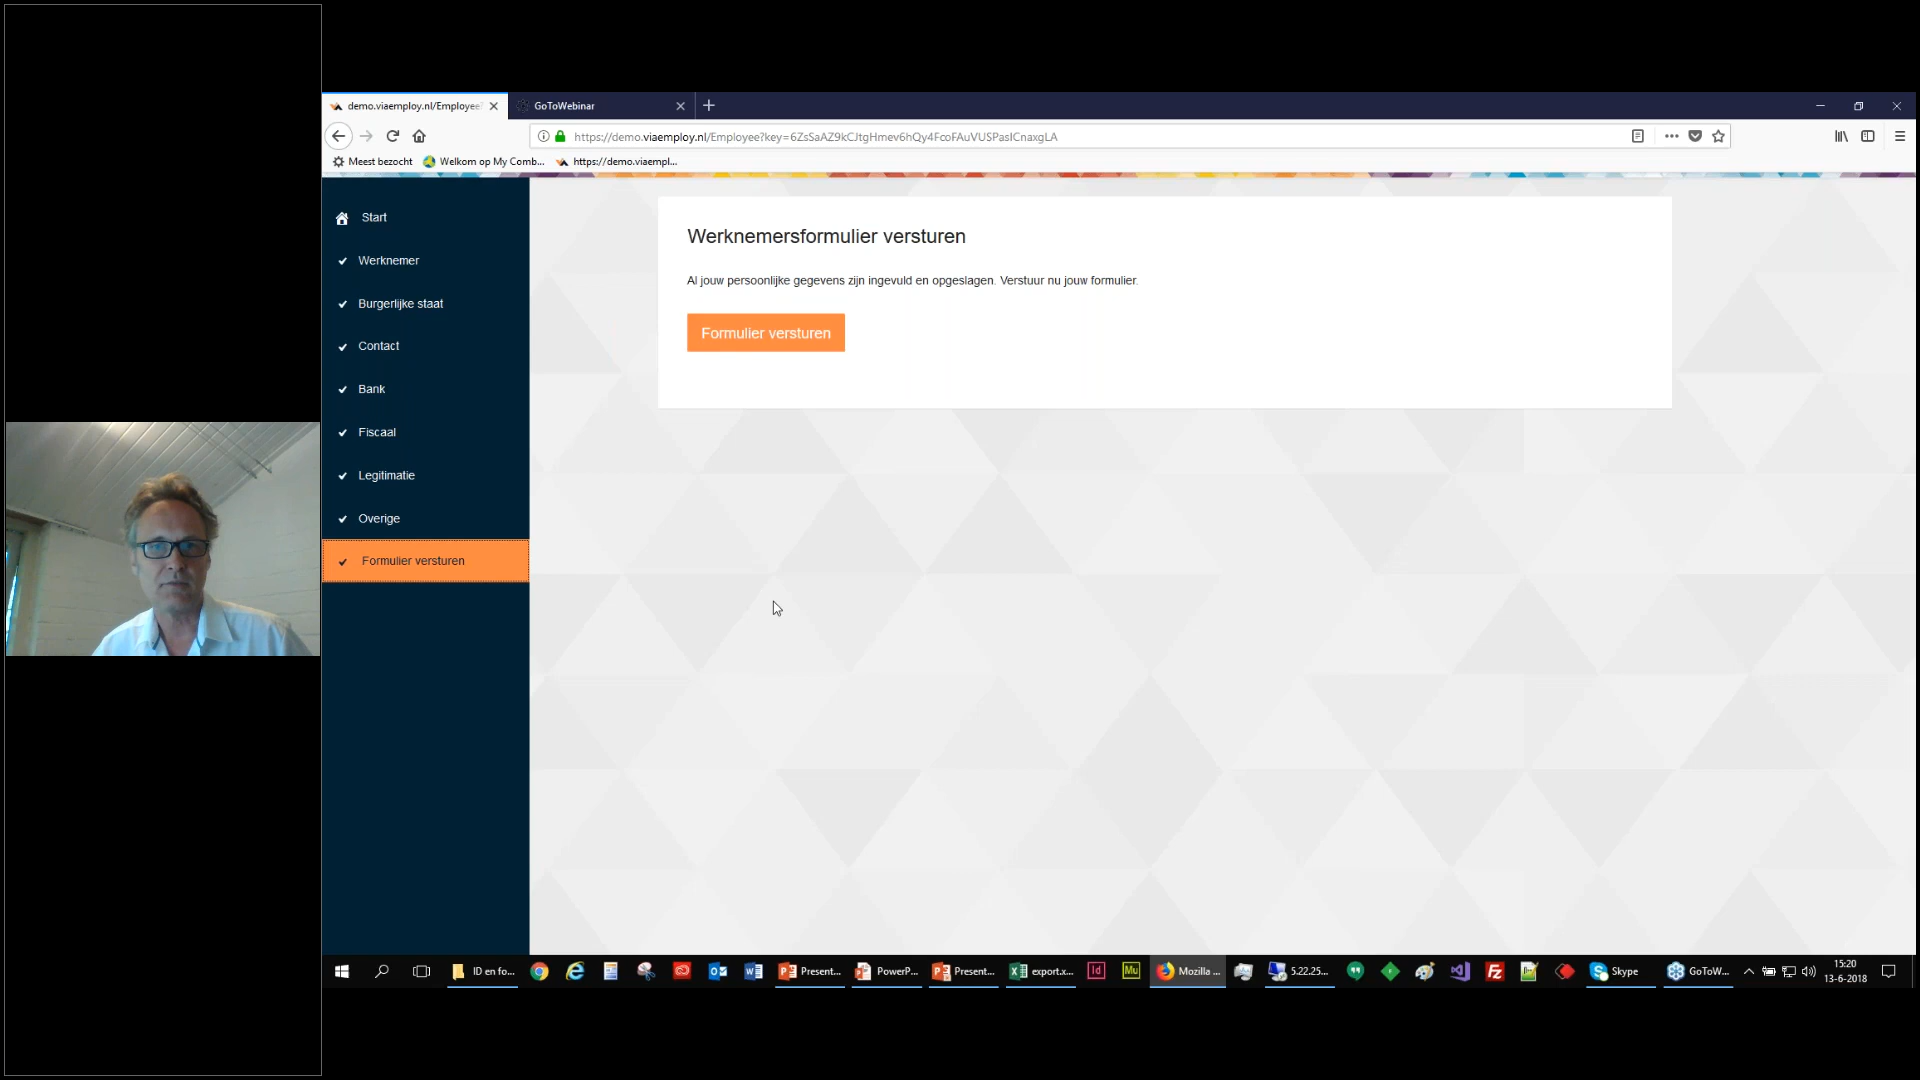 demo.viaemploy.nl/Employee?
GoToWebinar
https://demo.viaemploy.nl/Employee?key=6ZsSaAZ9kCJtgHmev6hQy4FcoFAuVUSPasICnaxgLA
Meest bezocht
Welkom op My Comb...
https://demo.viaempl...
Start
Werknemer
Burgerlijke staat
Contact
Bank
Fiscaal
Legitimatie
Overige
Formulier versturen
Werknemersformulier versturen
Al jouw persoonlijke gegevens zijn ingevuld en opgeslagen. Verstuur nu jouw formulier.
Formulier versturen
ID en fo...
Present...
PowerP...
Present...
export.x...
Id
Mu
Mozilla ...
5.22.25...
Skype
GoToW...
15:20
13-6-2018